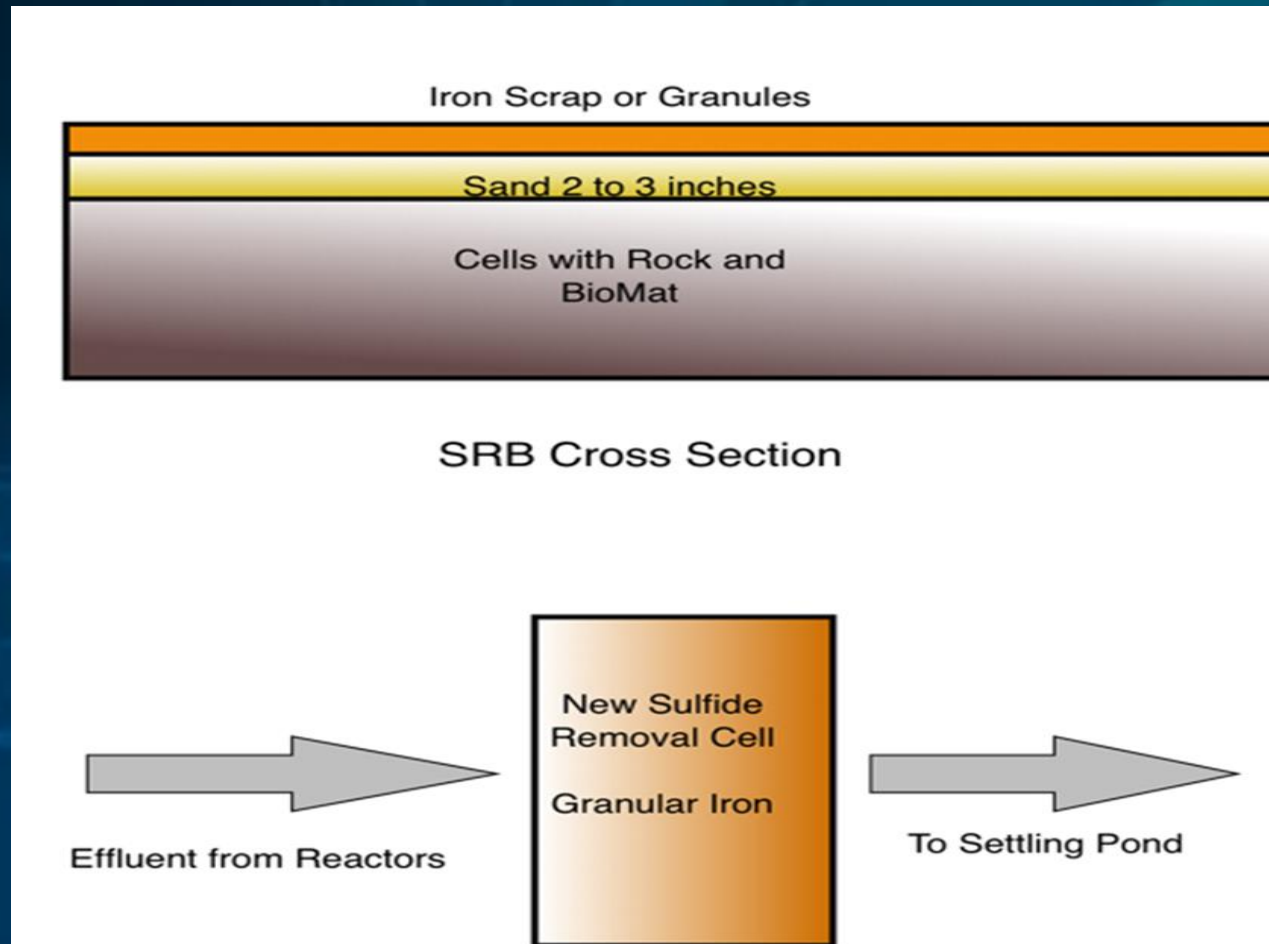 Iron Scrap or Granules
Sand 2 to 3 inches
Cells with Rock and
BioMat
SRB Cross Section
New Sulfide
Removal Cell
Granular Iron
Effluent from Reactors
To Settling Pond